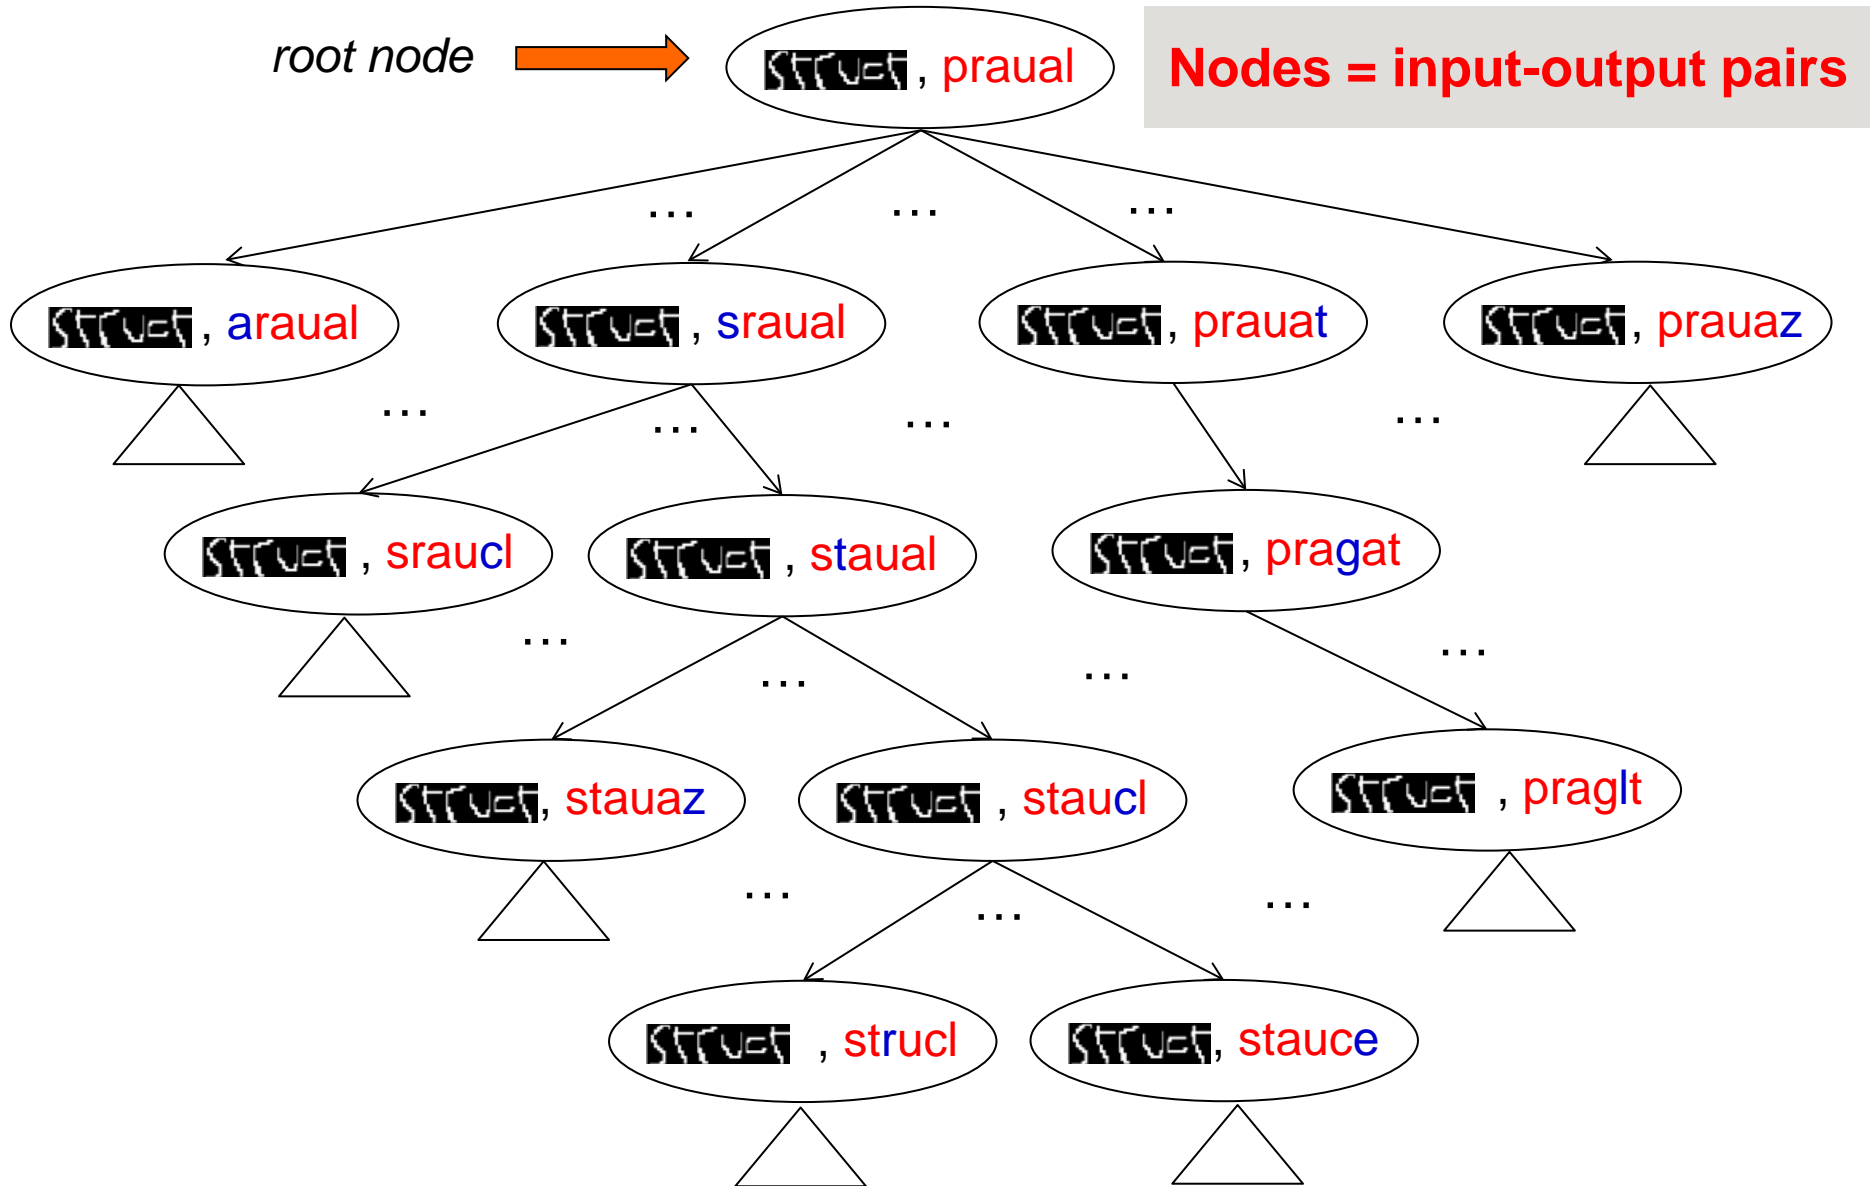 root node
Struct , praual
Nodes = input-output pairs
... ... ...
Struct , araual
Struct , sraual
Struct , prauat
Struct , prauaz
... ... ... ...
Struct , sraucl
Struct , staual
Struct , pragat
... ... ... ...
Struct , stauaz
Struct , staucl
Struct , praglt
... ... ...
Struct , strucl
Struct , stauce